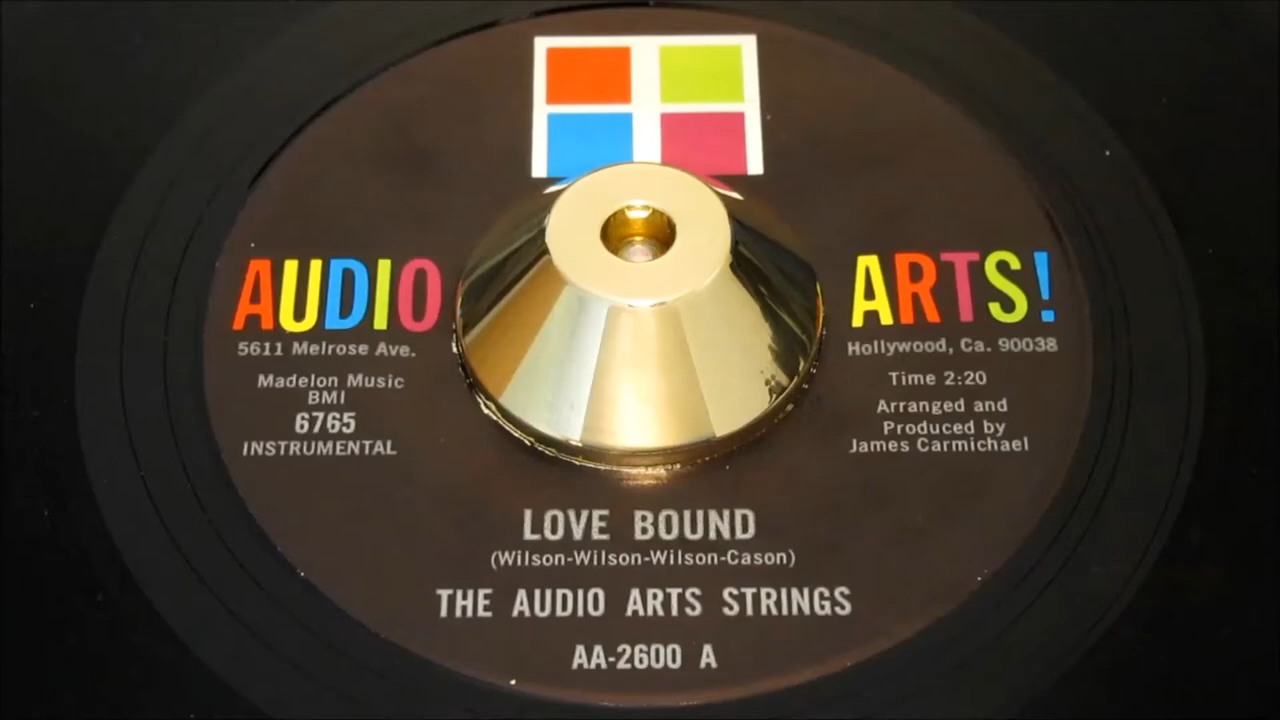 AUDIO ARTS!
5611 Melrose Ave.
Hollywood, Ca. 90038
Madelon Music
BMI
6765
INSTRUMENTAL
Time 2:20
Arranged and
Produced by
James Carmichael
LOVE BOUND
(Wilson-Wilson-Wilson-Cason)
THE AUDIO ARTS STRINGS
AA-2600 A